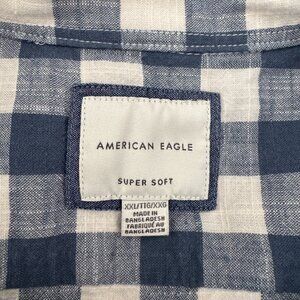 AMERICAN EAGLE
SUPER SOFT
XXL/TTG/XXG
MADE IN
BANGLADESH
FABRIQUÉ AU
BANGLADESH